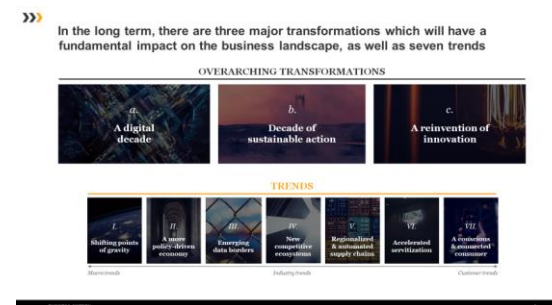 In the long term, there are three major transformations which will have a
fundamental impact on the business landscape, as well as seven trends
OVERARCHING TRANSFORMATIONS
a.
A digital
decade
b.
Decade of
sustainable action
c.
A reinvention of
innovation
TRENDS
I.
Shifting points
of gravity
II.
A more
policy-driven
economy
III.
Emerging
data borders
IV.
New
competitive
ecosystems
V.
Regionalized
& automated
supply chains
VI.
Accelerated
servitization
VII.
A conscious
& connected
consumer
Macro trends
Industry trends
Customer trends